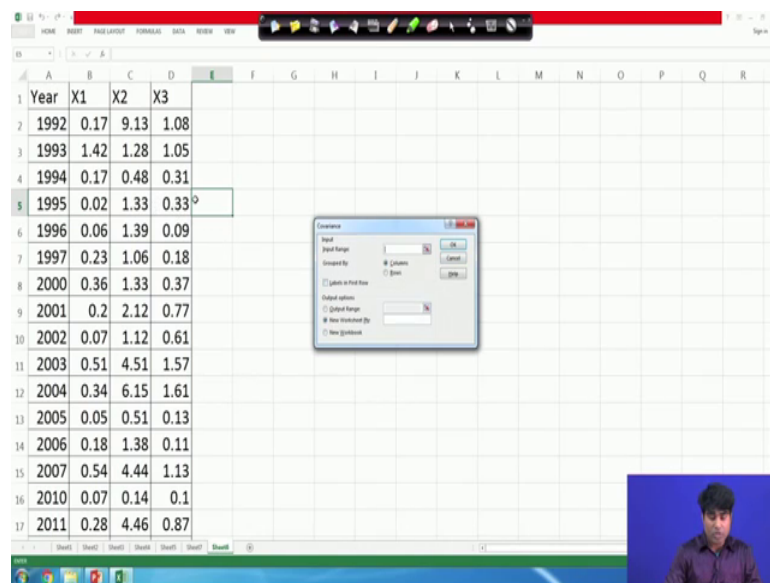 HOME INSERT PAGE LAYOUT FORMULAS DATA REVIEW VIEW
Sign in
A B C D E F G H I J K L M N O P Q R
1 Year X1 X2 X3
2 1992 0.17 9.13 1.08
3 1993 1.42 1.28 1.05
4 1994 0.17 0.48 0.31
5 1995 0.02 1.33 0.33
6 1996 0.06 1.39 0.09
7 1997 0.23 1.06 0.18
8 2000 0.36 1.33 0.37
9 2001 0.2 2.12 0.77
10 2002 0.07 1.12 0.61
11 2003 0.51 4.51 1.57
12 2004 0.34 6.15 1.61
13 2005 0.05 0.51 0.13
14 2006 0.18 1.38 0.11
15 2007 0.54 4.44 1.13
16 2010 0.07 0.14 0.1
17 2011 0.28 4.46 0.87
Covariance
Input
Input Range:
Grouped By: Columns
Rows
Labels in First Row
Output options
Output Range:
New Worksheet Ply:
New Workbook
OK
Cancel
Help
Sheet1 Sheet2 Sheet3 Sheet4 Sheet5 Sheet7 Sheet8
ENTER